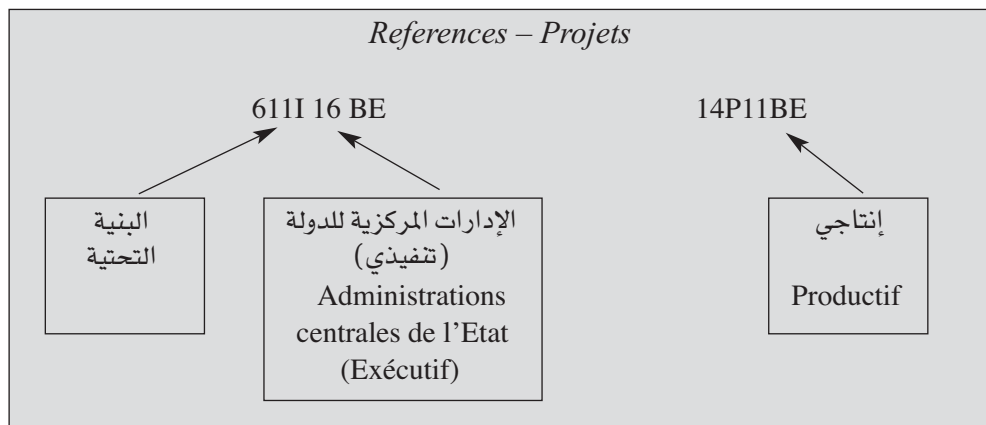 References – Projets
611I 16 BE
14P11BE
البنية
التحتية
الإدارات المركزية للدولة
(تنفيذي)
Administrations
centrales de l’Etat
(Exécutif)
إنتاجي
Productif